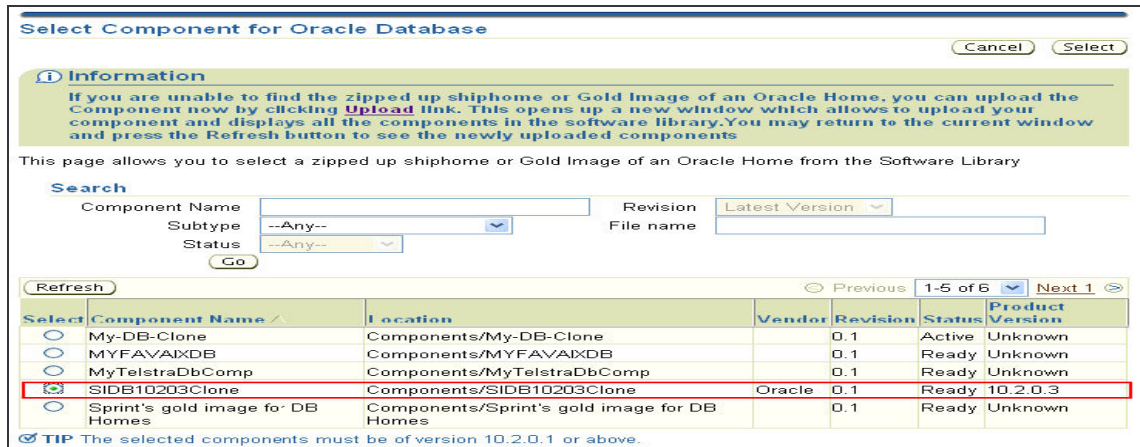 Select Component for Oracle Database
Cancel Select
Information
If you are unable to find the zipped up shiphome or Gold Image of an Oracle Home, you can upload the
Component now by clicking Upload link. This opens up a new window which allows to upload your
component and displays all the components in the software library.You may return to the current window
and press the Refresh button to see the newly uploaded components
This page allows you to select a zipped up shiphome or Gold Image of an Oracle Home from the Software Library
Search
Component Name Revision Latest Version
Subtype --Any-- File name
Status --Any--
Go
Refresh Previous 1-5 of 6 Next 1
Select Component Name Location Vendor Revision Status Product Version
My-DB-Clone Components/My-DB-Clone 0.1 Active Unknown
MYFAVAIXDB Components/MYFAVAIXDB 0.1 Ready Unknown
MyTelstraDbComp Components/MyTelstraDbComp 0.1 Ready Unknown
SIDB10203Clone Components/SIDB10203Clone Oracle 0.1 Ready 10.2.0.3
Sprint's gold image for DB Homes Components/Sprint's gold image for DB Homes 0.1 Ready Unknown
TIP The selected components must be of version 10.2.0.1 or above.